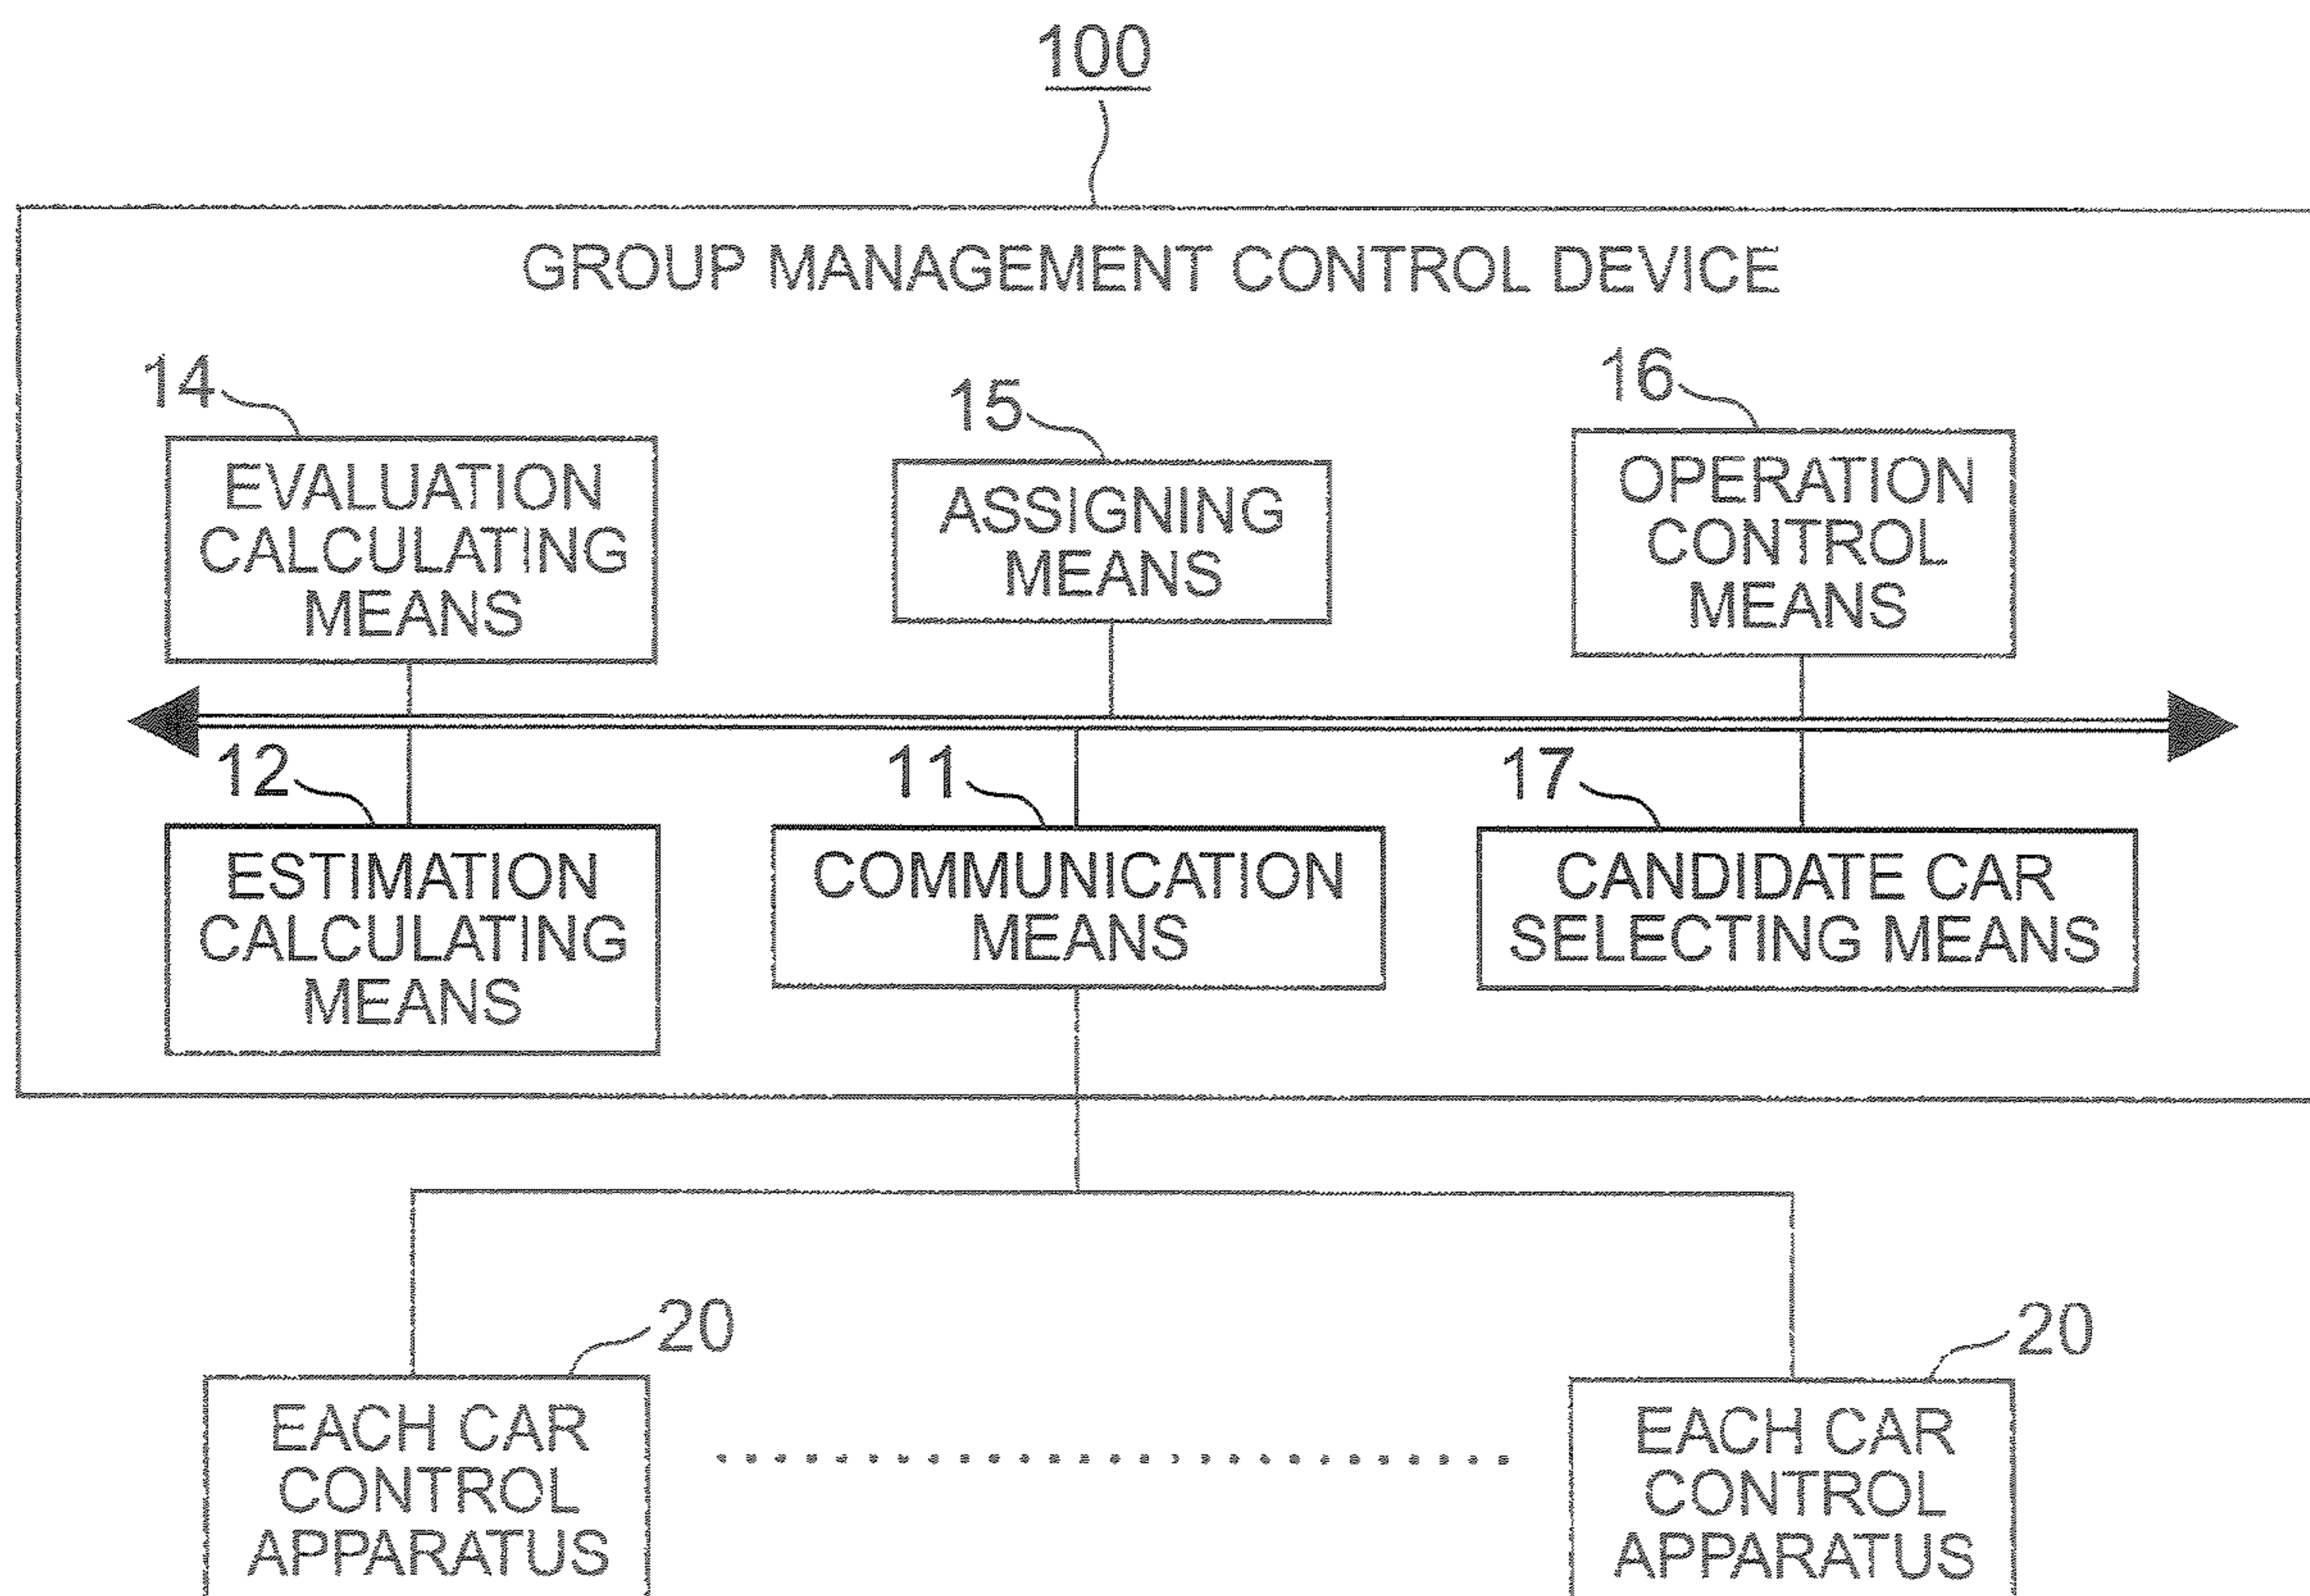 100
GROUP MANAGEMENT CONTROL DEVICE
14
15
16
EVALUATION
CALCULATING
MEANS
ASSIGNING
MEANS
OPERATION
CONTROL
MEANS
12
11
17
ESTIMATION
CALCULATING
MEANS
COMMUNICATION
MEANS
CANDIDATE CAR
SELECTING MEANS
20
20
EACH CAR
CONTROL
APPARATUS
EACH CAR
CONTROL
APPARATUS